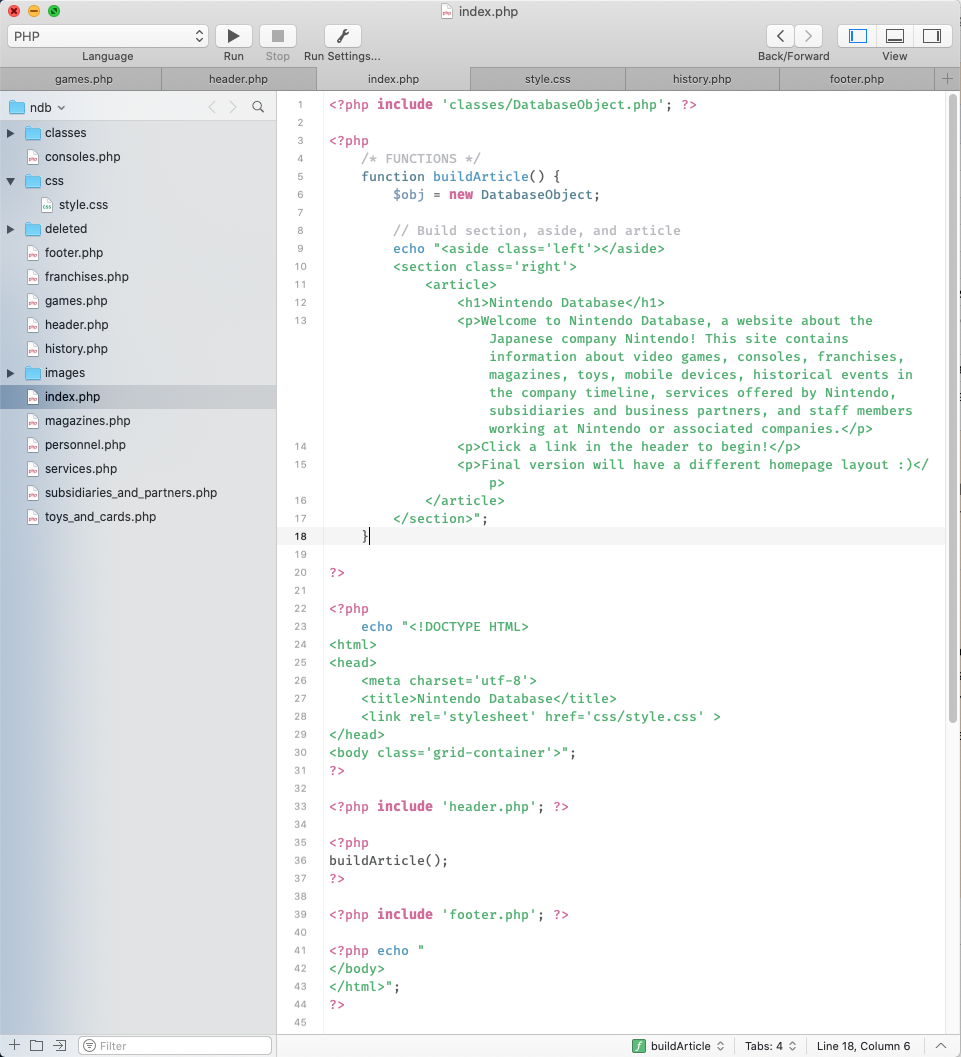 index.php
PHP
Language
Run
Stop
Run Settings...
Back/Forward
View
games.php
header.php
index.php
style.css
history.php
footer.php
ndb
classes
consoles.php
css
style.css
deleted
footer.php
franchises.php
games.php
header.php
history.php
images
index.php
magazines.php
personnel.php
services.php
subsidiaries_and_partners.php
toys_and_cards.php
Filter
1 <?php include 'classes/DatabaseObject.php'; ?>
2
3 <?php
4     /* FUNCTIONS */
5     function buildArticle() {
6         $obj = new DatabaseObject;
7
8         // Build section, aside, and article
9         echo "<aside class='left'></aside>
10         <section class='right'>
11             <article>
12                 <h1>Nintendo Database</h1>
13                 <p>Welcome to Nintendo Database, a website about the
                    Japanese company Nintendo! This site contains
                    information about video games, consoles, franchises,
                    magazines, toys, mobile devices, historical events in
                    the company timeline, services offered by Nintendo,
                    subsidiaries and business partners, and staff members
                    working at Nintendo or associated companies.</p>
14                 <p>Click a link in the header to begin!</p>
15                 <p>Final version will have a different homepage layout :)</
                    p>
16             </article>
17         </section>";
18     }
19
20 ?>
21
22 <?php
23     echo "<!DOCTYPE HTML>
24 <html>
25 <head>
26     <meta charset='utf-8'>
27     <title>Nintendo Database</title>
28     <link rel='stylesheet' href='css/style.css' >
29 </head>
30 <body class='grid-container'>";
31 ?>
32
33 <?php include 'header.php'; ?>
34
35 <?php
36 buildArticle();
37 ?>
38
39 <?php include 'footer.php'; ?>
40
41 <?php echo "
42 </body>
43 </html>";
44 ?>
45
buildArticle
Tabs: 4
Line 18, Column 6